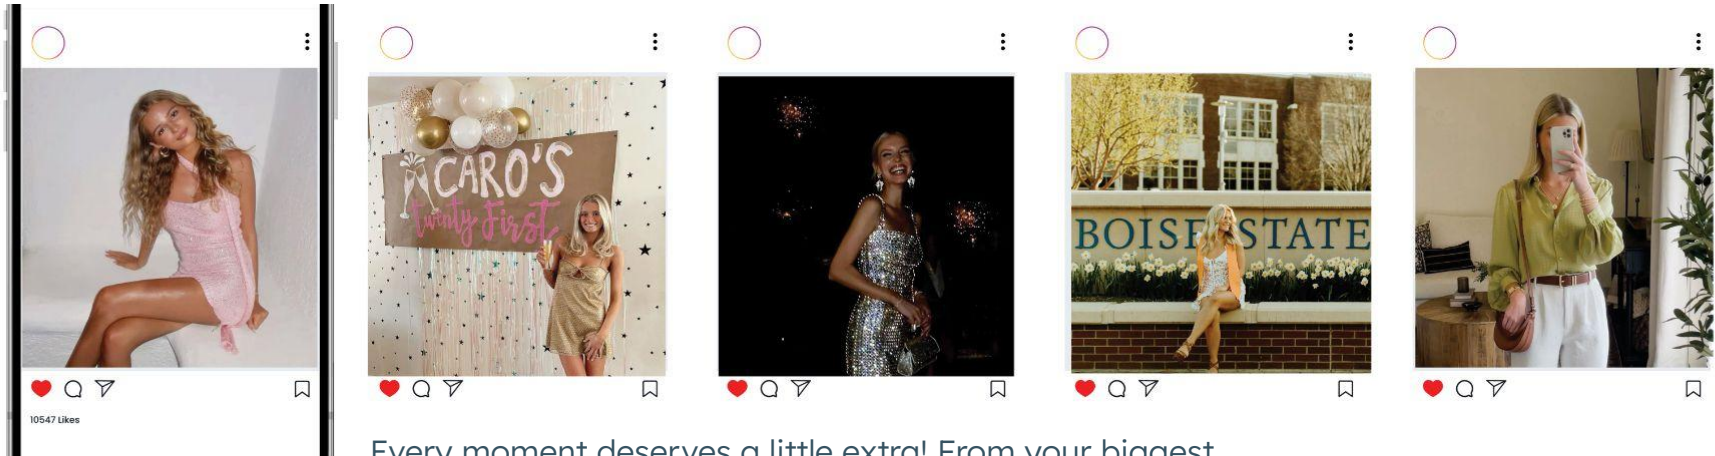 CARO'S
twenty first
BOISE STATE
10547 Likes
Every moment deserves a little extra! From your biggest